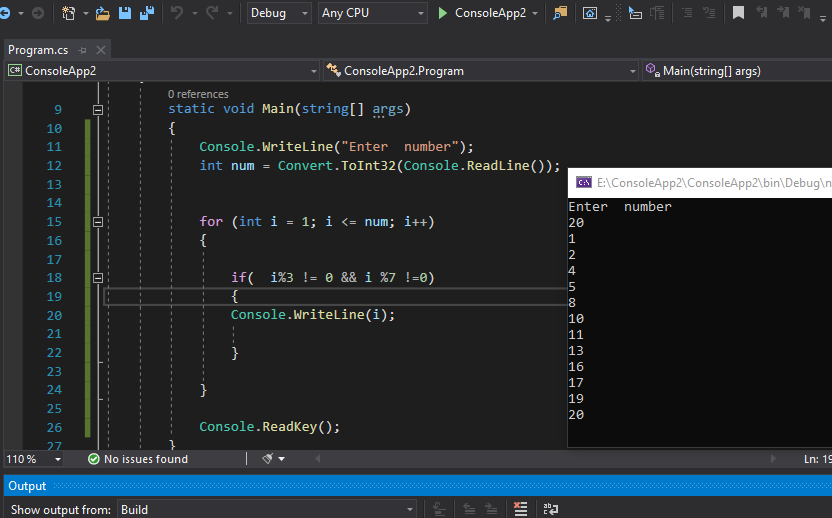 Debug
Any CPU
ConsoleApp2
Program.cs
C# ConsoleApp2
ConsoleApp2.Program
Main(string[] args)
0 references
9 static void Main(string[] args)
10 {
11 Console.WriteLine("Enter  number");
12 int num = Convert.ToInt32(Console.ReadLine());
13
14
15 for (int i = 1; i <= num; i++)
16 {
17
18 if(  i%3 != 0 && i %7 !=0)
19 {
20 Console.WriteLine(i);
21
22 }
23
24 }
25
26 Console.ReadKey();
27 }
C:\ E:\ConsoleApp2\ConsoleApp2\bin\Debug\n
Enter  number
20
1
2
4
5
8
10
11
13
16
17
19
20
110 %
No issues found
Ln: 19
Output
Show output from: Build